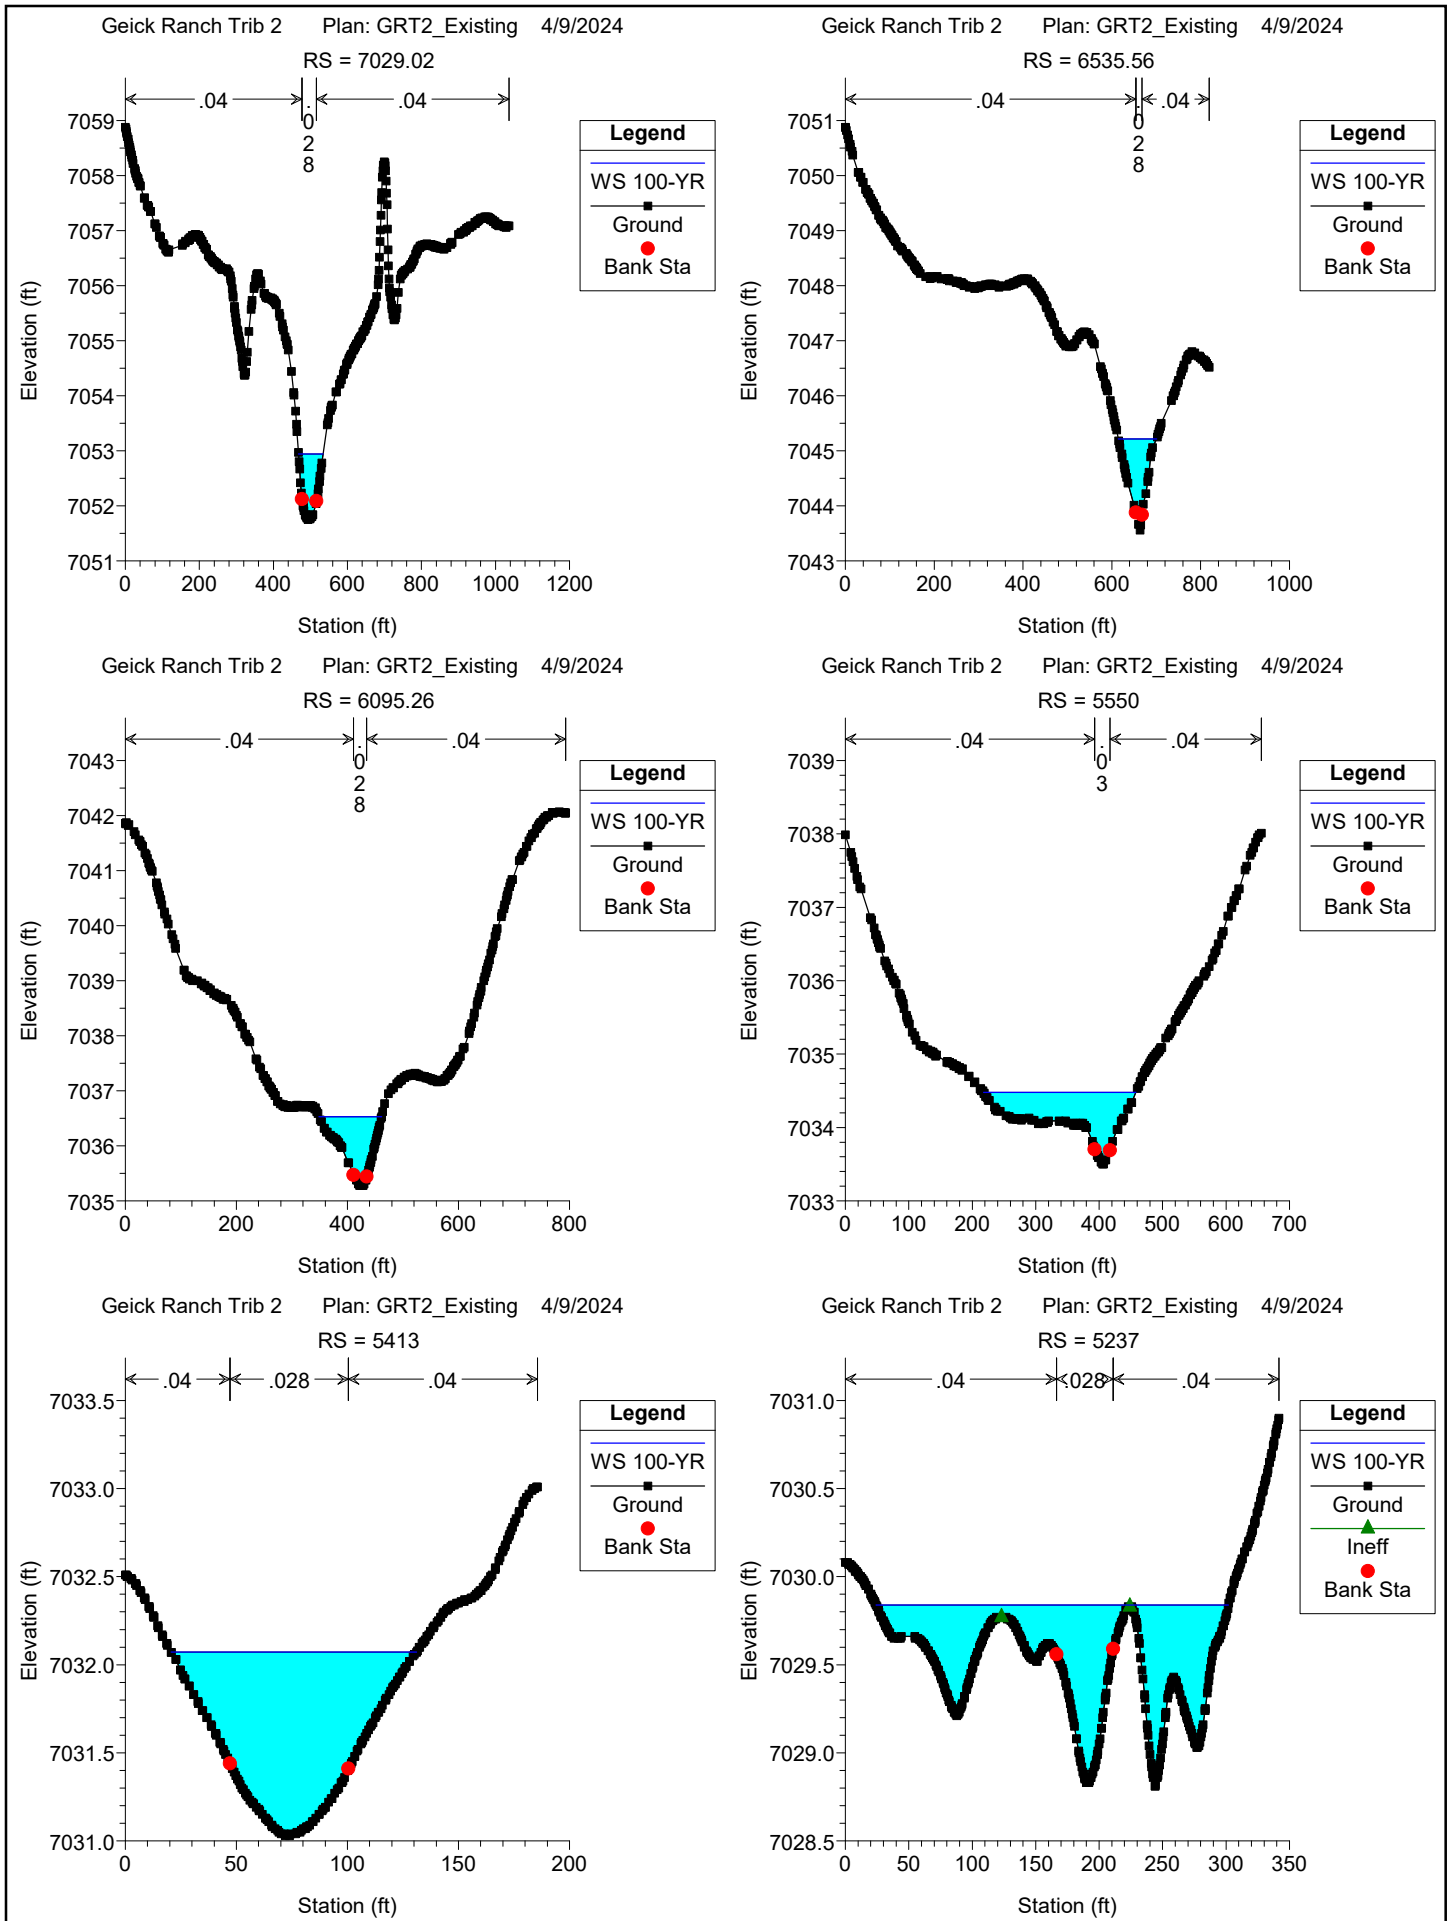 Geick Ranch Trib 2 Plan: GRT2_Existing 4/9/2024
RS = 7029.02
.04 .028 .04
7059
7058
7057
7056
7055
7054
7053
7052
7051
Elevation (ft)
0 200 400 600 800 1000 1200
Station (ft)
Legend
WS 100-YR
Ground
Bank Sta
Geick Ranch Trib 2 Plan: GRT2_Existing 4/9/2024
RS = 6535.56
.04 .028 .04
7051
7050
7049
7048
7047
7046
7045
7044
7043
Elevation (ft)
0 200 400 600 800 1000
Station (ft)
Legend
WS 100-YR
Ground
Bank Sta
Geick Ranch Trib 2 Plan: GRT2_Existing 4/9/2024
RS = 6095.26
.04 .028 .04
7043
7042
7041
7040
7039
7038
7037
7036
7035
Elevation (ft)
0 200 400 600 800
Station (ft)
Legend
WS 100-YR
Ground
Bank Sta
Geick Ranch Trib 2 Plan: GRT2_Existing 4/9/2024
RS = 5550
.04 .03 .04
7039
7038
7037
7036
7035
7034
7033
Elevation (ft)
0 100 200 300 400 500 600 700
Station (ft)
Legend
WS 100-YR
Ground
Bank Sta
Geick Ranch Trib 2 Plan: GRT2_Existing 4/9/2024
RS = 5413
.04 .028 .04
7033.5
7033.0
7032.5
7032.0
7031.5
7031.0
Elevation (ft)
0 50 100 150 200
Station (ft)
Legend
WS 100-YR
Ground
Bank Sta
Geick Ranch Trib 2 Plan: GRT2_Existing 4/9/2024
RS = 5237
.04 .028 .04
7031.0
7030.5
7030.0
7029.5
7029.0
7028.5
Elevation (ft)
0 50 100 150 200 250 300 350
Station (ft)
Legend
WS 100-YR
Ground
Ineff
Bank Sta